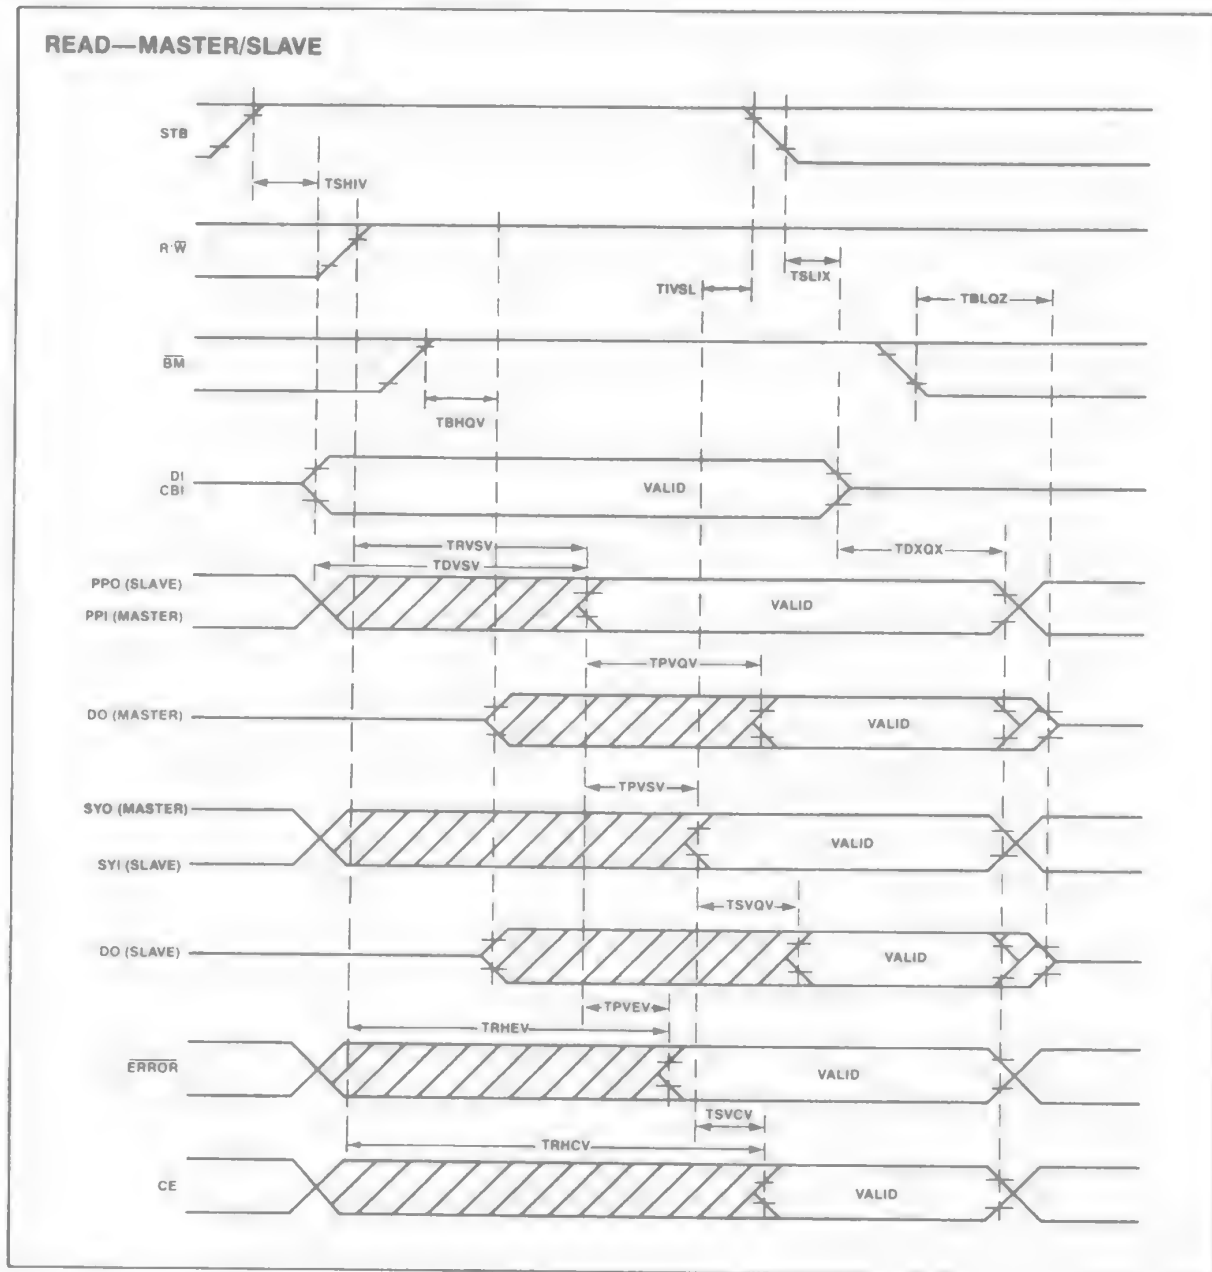 READ—MASTER/SLAVE
STB
TSHIV
R·W̅
TIVSL
TSLIX
TBLQZ
B̅M̅
TBHQV
DI
CBI
VALID
TRVSV
TDXQX
TDVSV
PPO (SLAVE)
VALID
PPI (MASTER)
TPVQV
DO (MASTER)
VALID
TPVSV
SYO (MASTER)
VALID
SYI (SLAVE)
TSVQV
DO (SLAVE)
VALID
TPVEV
TRHEV
E̅R̅R̅O̅R̅
VALID
TSVCV
TRHCV
CE
VALID